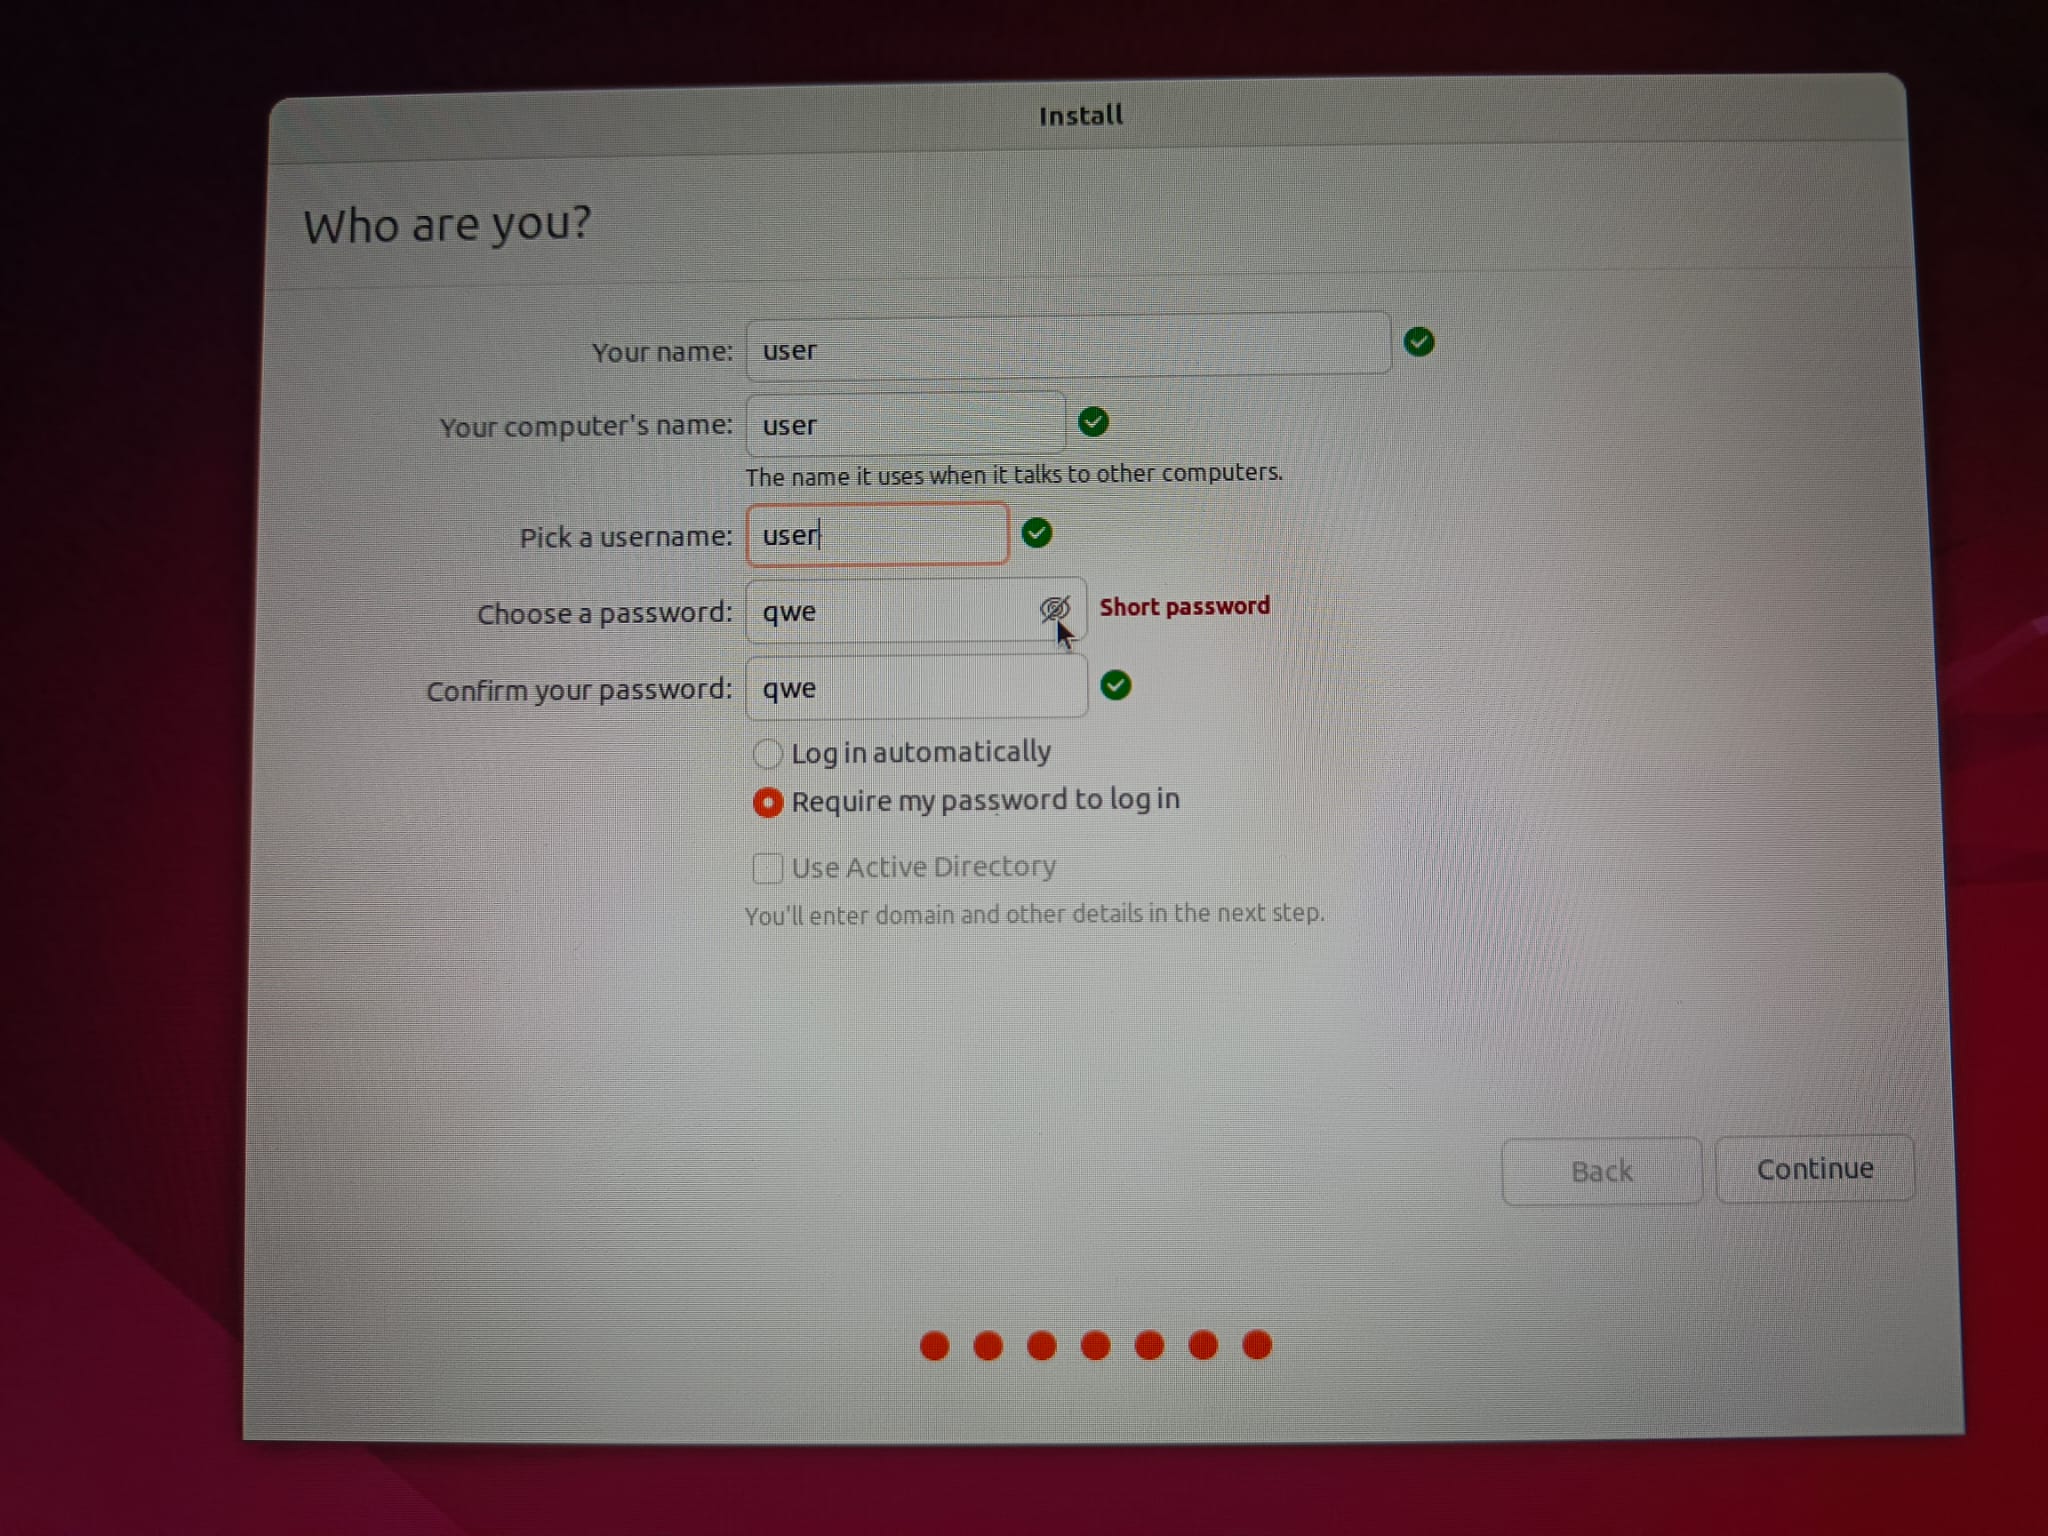 Install
Who are you?
Your name: user
Your computer's name: user
The name it uses when it talks to other computers.
Pick a username: user
Choose a password: qwe Short password
Confirm your password: qwe
Log in automatically
Require my password to log in
Use Active Directory
You'll enter domain and other details in the next step.
Back Continue